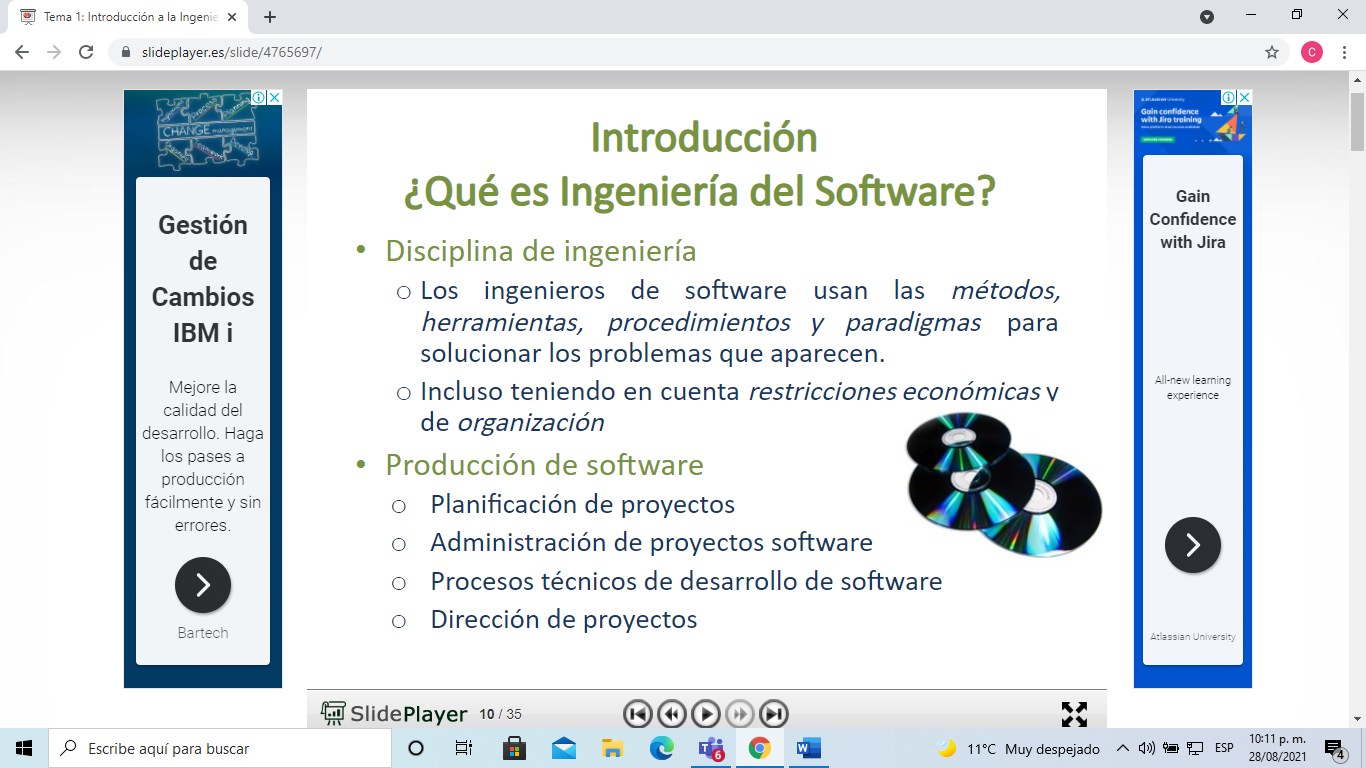 Tema 1: Introducción a la Ingenie
slideplayer.es/slide/4765697/
C
CHANGE management
Gestión
de
Cambios
IBM i
Mejore la
calidad del
desarrollo. Haga
los pases a
producción
fácilmente y sin
errores.
Bartech
Introducción
¿Qué es Ingeniería del Software?
• Disciplina de ingeniería
o Los ingenieros de software usan las métodos,
herramientas, procedimientos y paradigmas para
solucionar los problemas que aparecen.
o Incluso teniendo en cuenta restricciones económicas y
de organización
• Producción de software
o Planificación de proyectos
o Administración de proyectos software
o Procesos técnicos de desarrollo de software
o Dirección de proyectos
SlidePlayer 10 / 35
ATLASSIAN University
Gain confidence
with Jira training
Gain
Confidence
with Jira
All-new learning
experience
Atlassian University
Escribe aquí para buscar
6
W
11°C Muy despejado
ESP
10:11 p. m.
28/08/2021
4